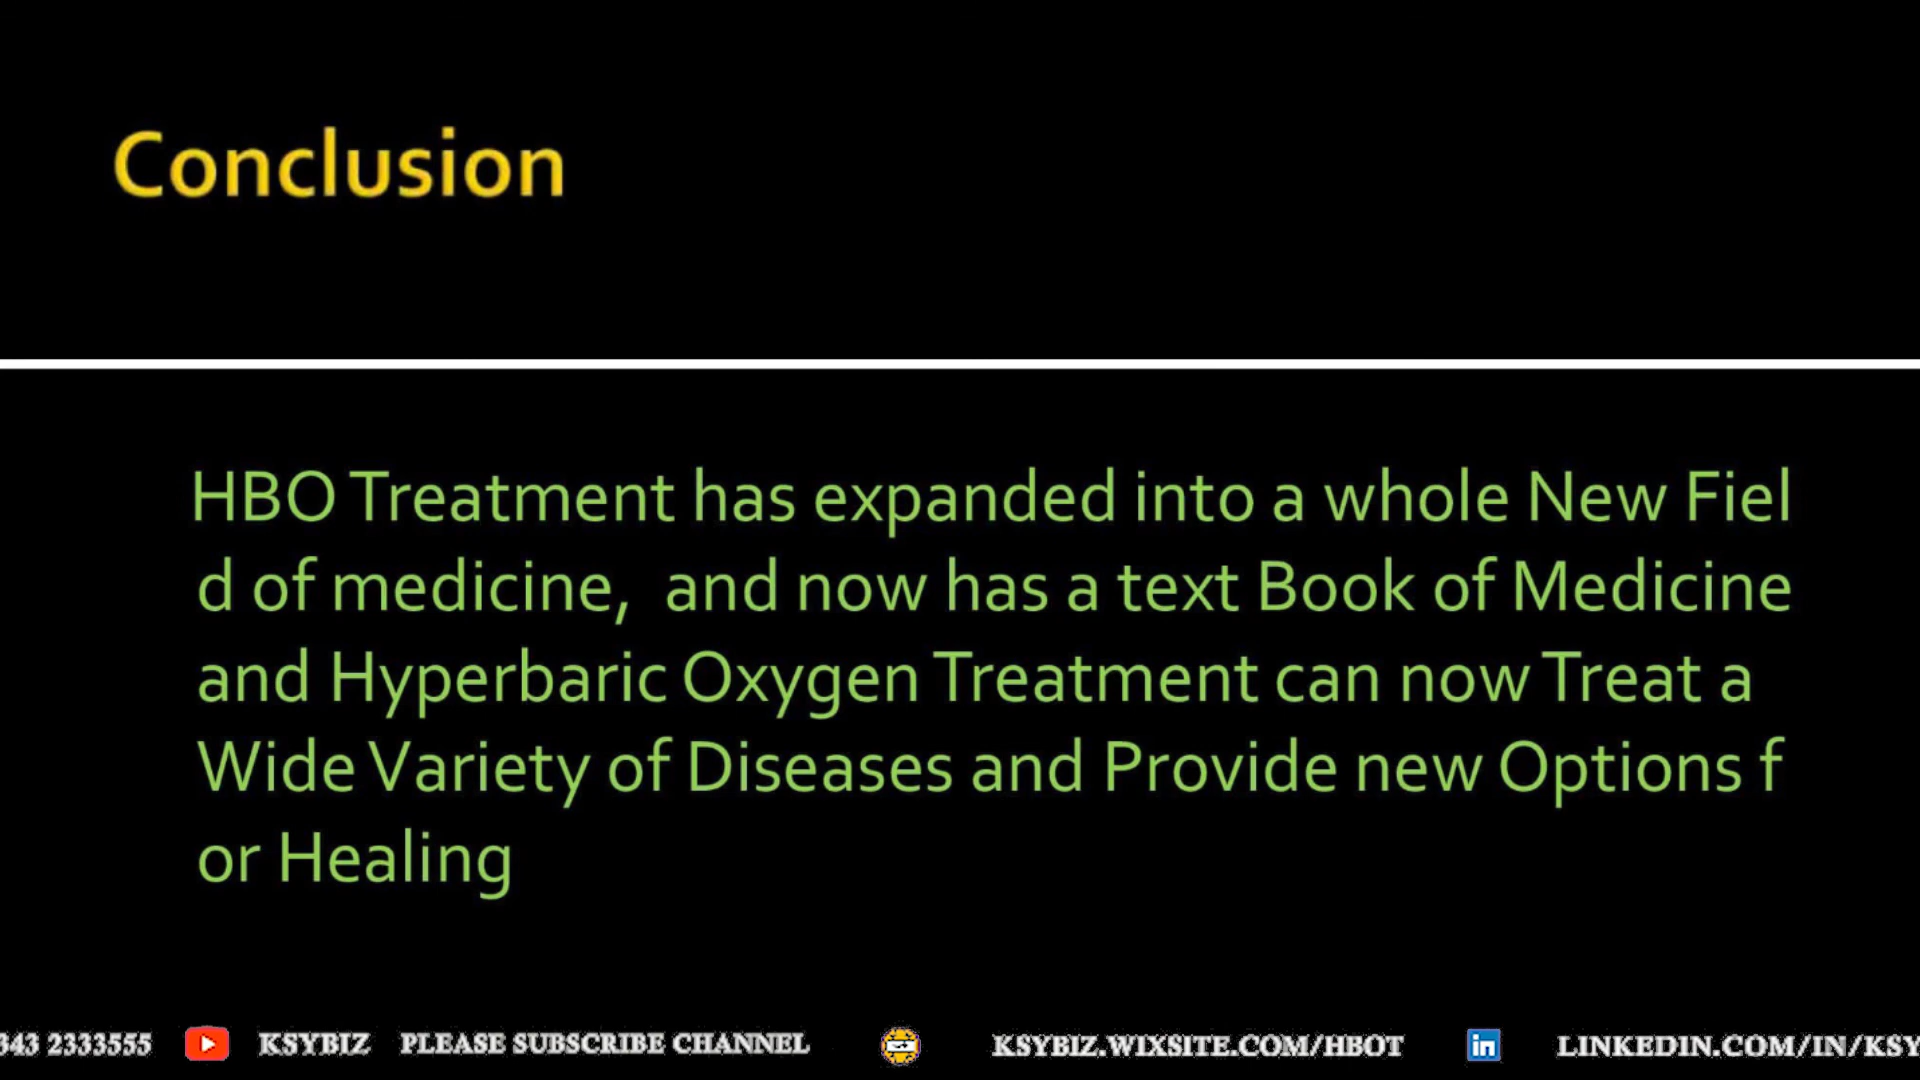 Conclusion
HBO Treatment has expanded into a whole New Fiel
d of medicine, and now has a text Book of Medicine
and Hyperbaric Oxygen Treatment can now Treat a
Wide Variety of Diseases and Provide new Options f
or Healing
343 2333555 KSYBIZ PLEASE SUBSCRIBE CHANNEL KSYBIZ.WIXSITE.COM/HBOT in LINKEDIN.COM/IN/KSY